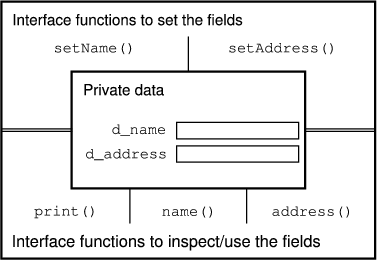 Interface functions to set the fields
setName() setAddress()
Private data
d_name
d_address
print() name() address()
Interface functions to inspect/use the fields